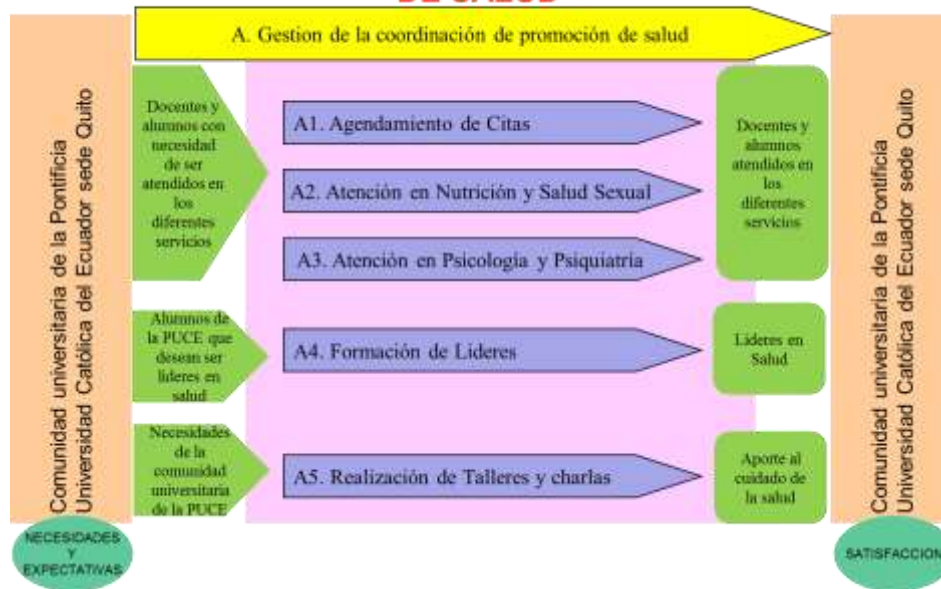 DE SALUD
A. Gestion de la coordinación de promoción de salud
Comunidad universitaria de la Pontificia
Universidad Católica del Ecuador sede Quito
Docentes y
alumnos con
necesidad
de ser
atendidos en
los
diferentes
servicios
A1. Agendamiento de Citas
A2. Atención en Nutrición y Salud Sexual
A3. Atención en Psicología y Psiquiatría
Docentes y
alumnos
atendidos en
los
diferentes
servicios
Alumnos de
la PUCE que
desean ser
lideres en
salud
A4. Formación de Lideres
Lideres en
Salud
Necesidades
de la
comunidad
universitaria
de la PUCE
A5. Realización de Talleres y charlas
Aporte al
cuidado de
la salud
Comunidad universitaria de la Pontificia
Universidad Católica del Ecuador sede Quito
NECESIDADES
Y
EXPECTATIVAS
SATISFACCION